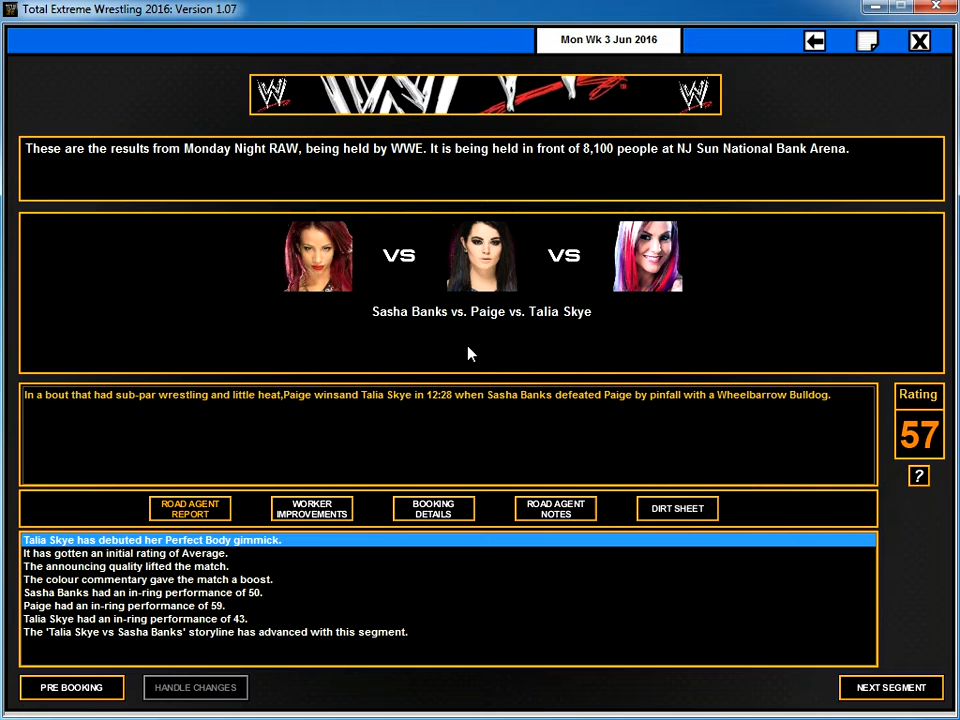 Total Extreme Wrestling 2016: Version 1.07
Mon Wk 3 Jun 2016
These are the results from Monday Night RAW, being held by WWE. It is being held in front of 8,100 people at NJ Sun National Bank Arena.
VS
VS
Sasha Banks vs. Paige vs. Talia Skye
In a bout that had sub-par wrestling and little heat,Paige winsand Talia Skye in 12:28 when Sasha Banks defeated Paige by pinfall with a Wheelbarrow Bulldog.
Rating
57
?
ROAD AGENT
REPORT
WORKER
IMPROVEMENTS
BOOKING
DETAILS
ROAD AGENT
NOTES
DIRT SHEET
Talia Skye has debuted her Perfect Body gimmick.
It has gotten an initial rating of Average.
The announcing quality lifted the match.
The colour commentary gave the match a boost.
Sasha Banks had an in-ring performance of 50.
Paige had an in-ring performance of 59.
Talia Skye had an in-ring performance of 43.
The 'Talia Skye vs Sasha Banks' storyline has advanced with this segment.
PRE BOOKING
HANDLE CHANGES
NEXT SEGMENT